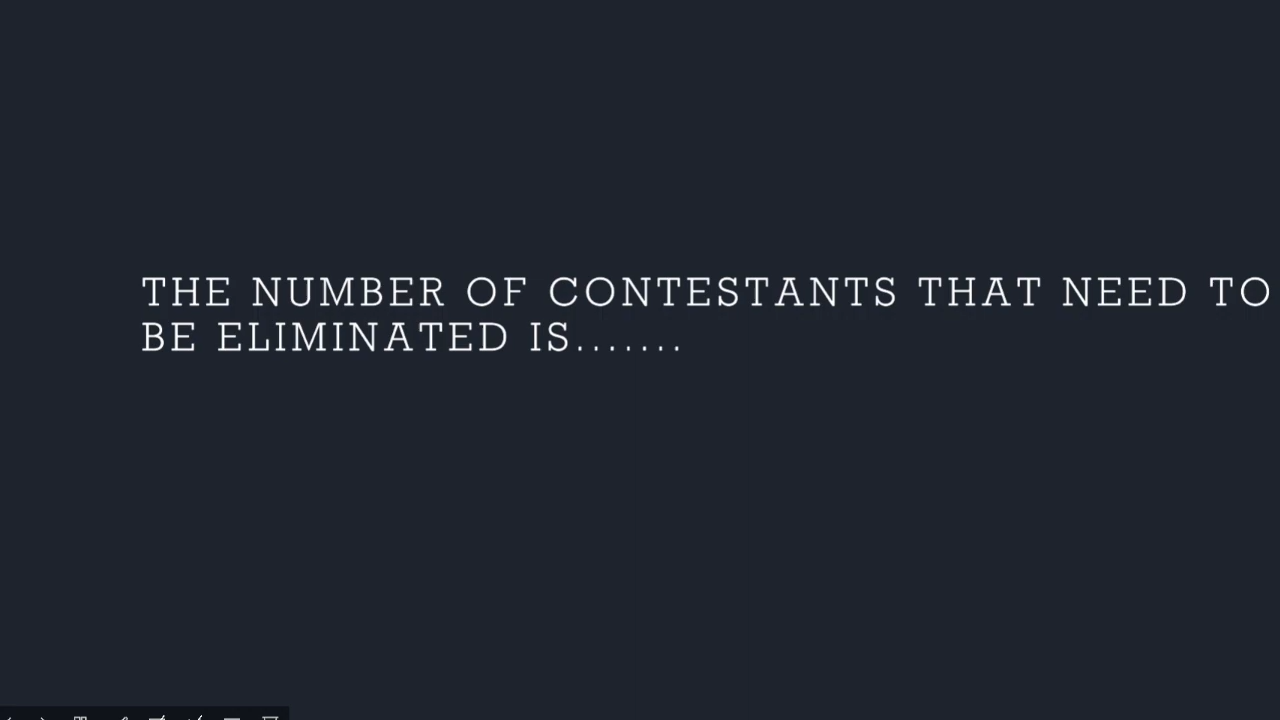 THE NUMBER OF CONTESTANTS THAT NEED TO
BE ELIMINATED IS.......